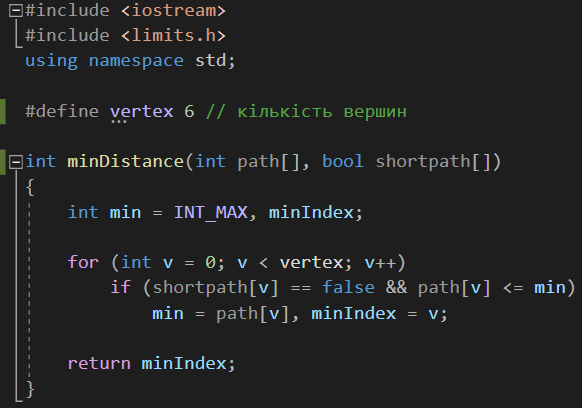 #include <iostream>
#include <limits.h>
using namespace std;
#define vertex 6 // кількість вершин
int minDistance(int path[], bool shortpath[])
{
int min = INT_MAX, minIndex;
for (int v = 0; v < vertex; v++)
if (shortpath[v] == false && path[v] <= min)
min = path[v], minIndex = v;
return minIndex;
}